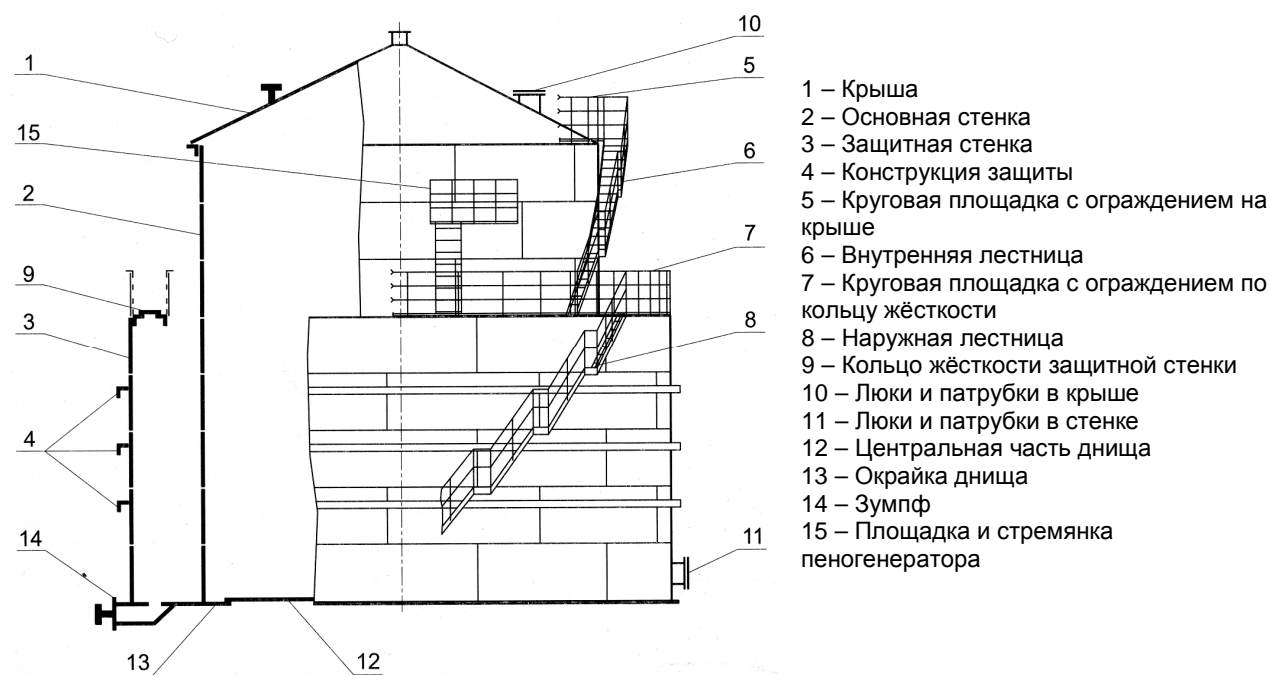 10
1
5
15
6
2
7
9
3
8
4
14
11
13
12
1 – Крыша
2 – Основная стенка
3 – Защитная стенка
4 – Конструкция защиты
5 – Круговая площадка с ограждением на
крыше
6 – Внутренняя лестница
7 – Круговая площадка с ограждением по
кольцу жёсткости
8 – Наружная лестница
9 – Кольцо жёсткости защитной стенки
10 – Люки и патрубки в крыше
11 – Люки и патрубки в стенке
12 – Центральная часть днища
13 – Окрайка днища
14 – Зумпф
15 – Площадка и стремянка
пеногенератора